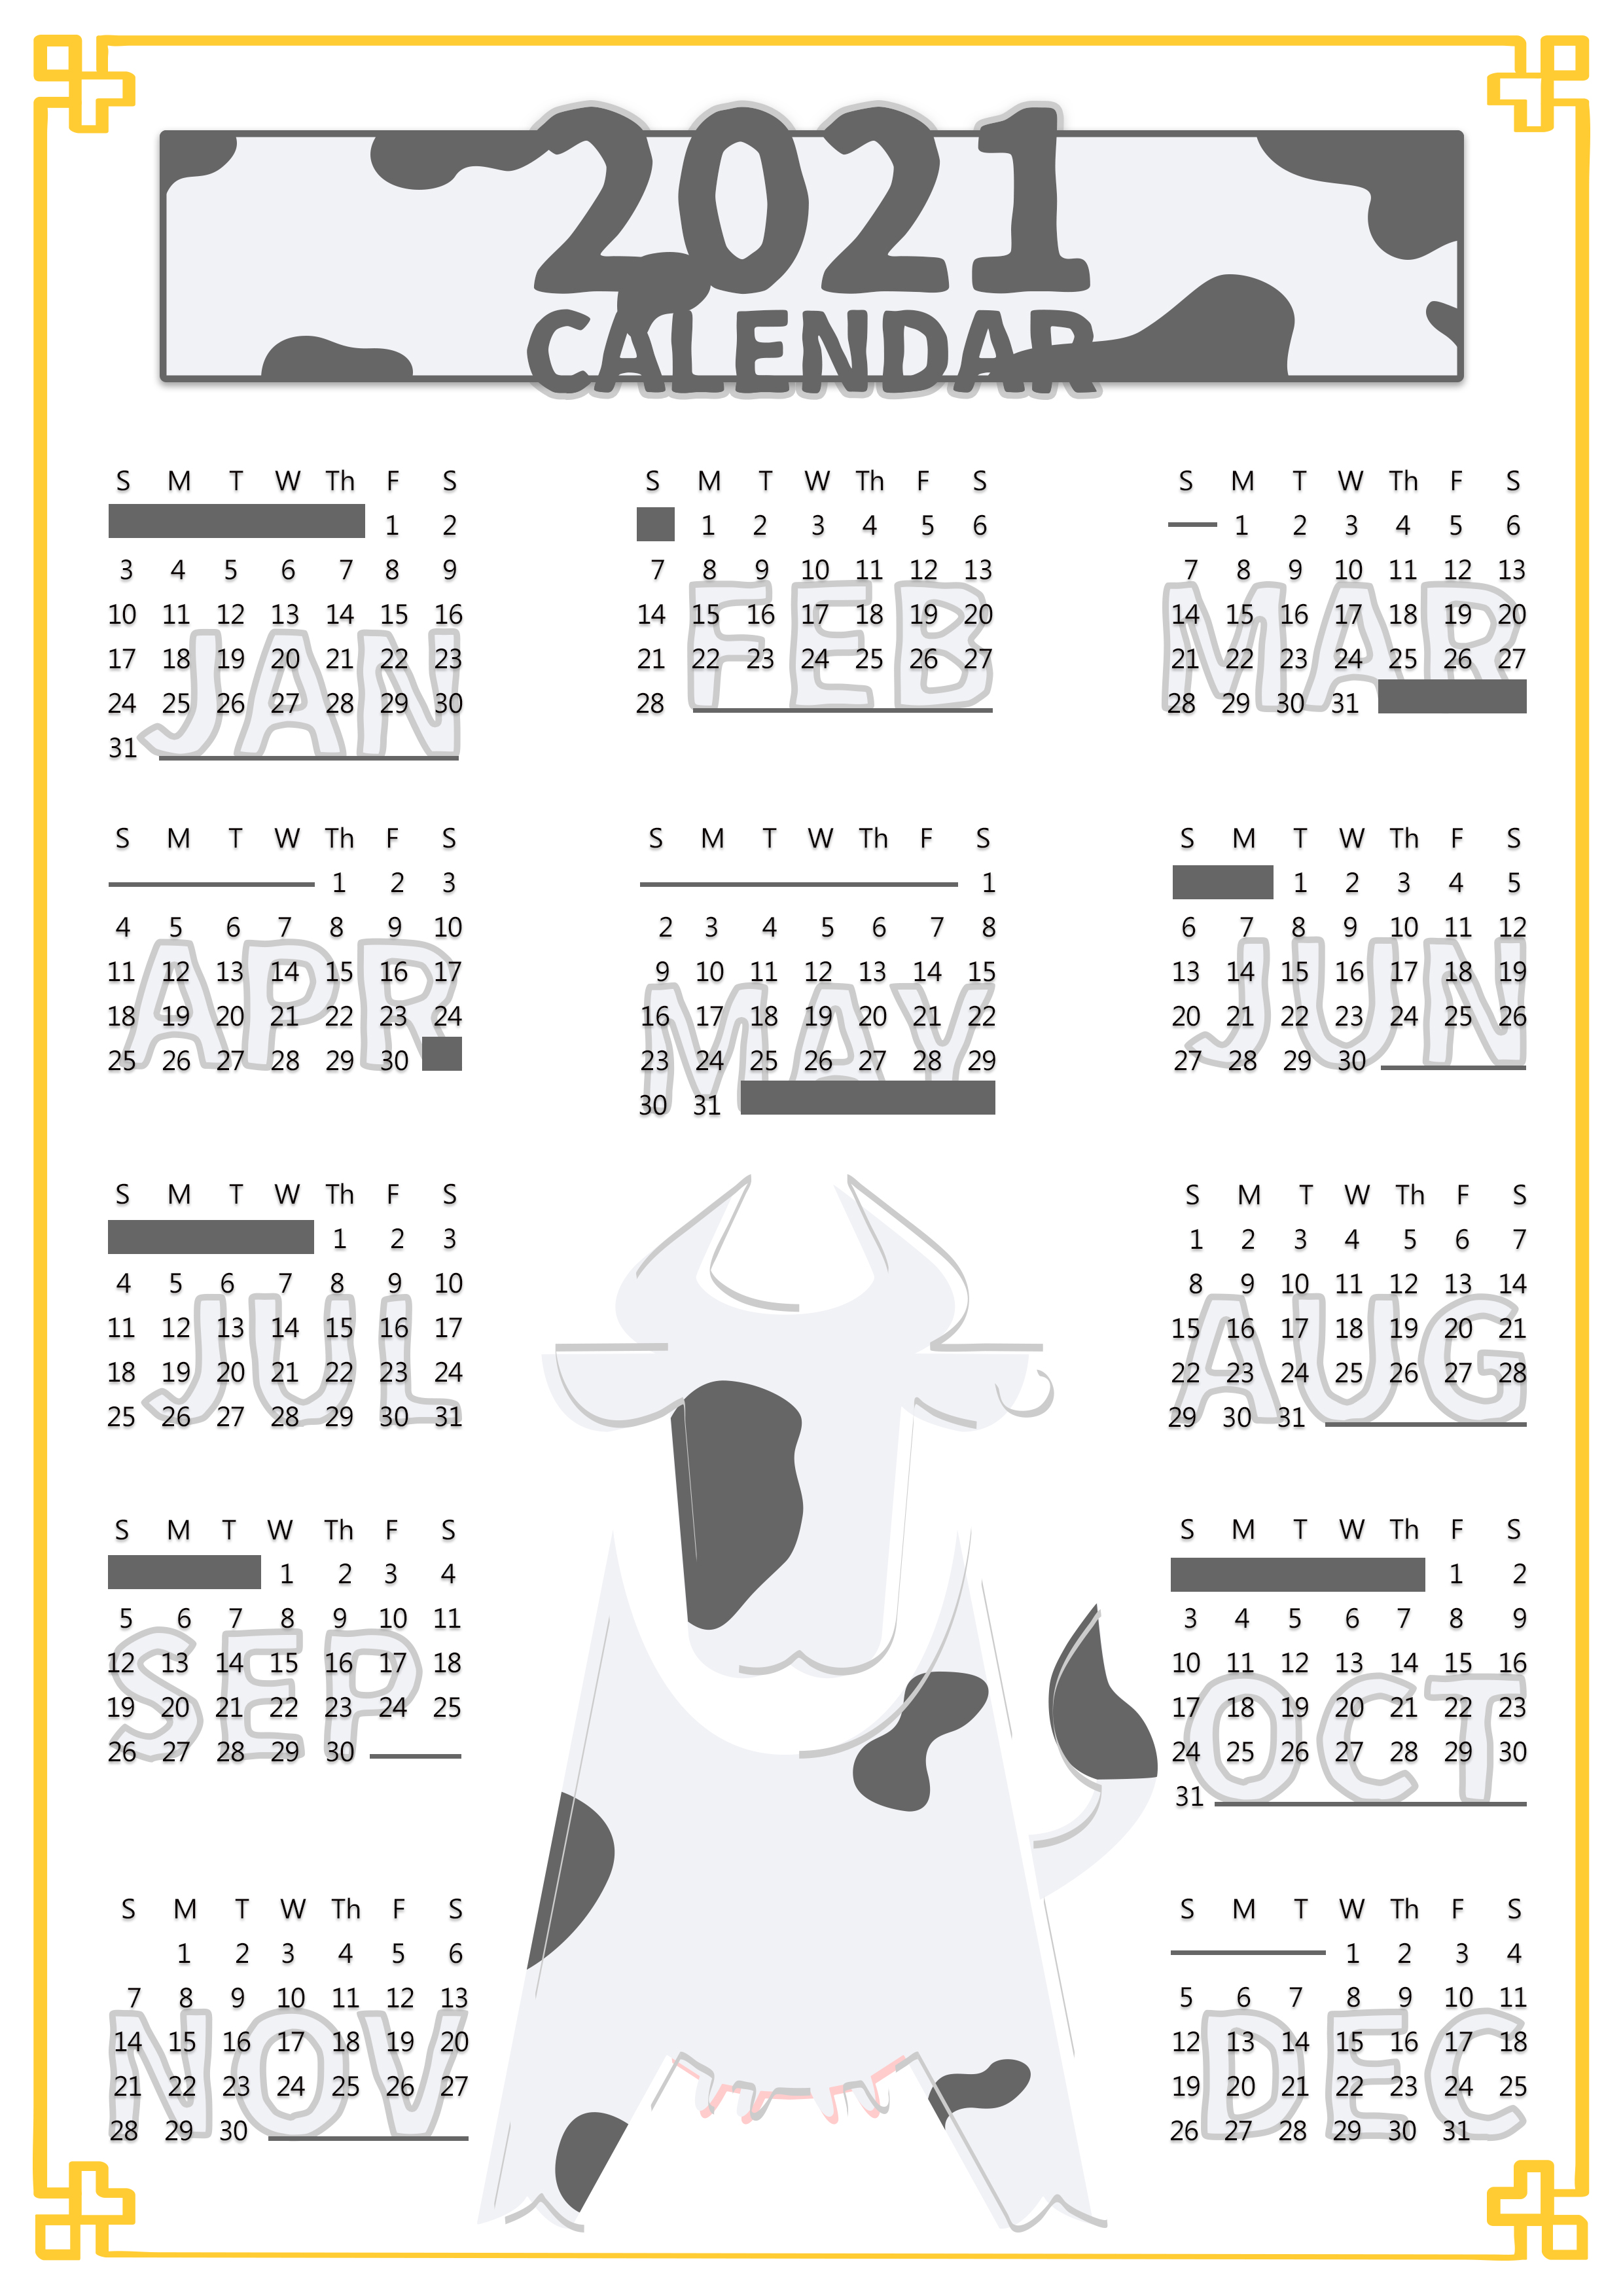 2021
CALENDAR
JAN
S M T W Th F S
1 2
3 4 5 6 7 8 9
10 11 12 13 14 15 16
17 18 19 20 21 22 23
24 25 26 27 28 29 30
31
FEB
S M T W Th F S
1 2 3 4 5 6
7 8 9 10 11 12 13
14 15 16 17 18 19 20
21 22 23 24 25 26 27
28
MAR
S M T W Th F S
1 2 3 4 5 6
7 8 9 10 11 12 13
14 15 16 17 18 19 20
21 22 23 24 25 26 27
28 29 30 31
APR
S M T W Th F S
1 2 3
4 5 6 7 8 9 10
11 12 13 14 15 16 17
18 19 20 21 22 23 24
25 26 27 28 29 30
MAY
S M T W Th F S
1
2 3 4 5 6 7 8
9 10 11 12 13 14 15
16 17 18 19 20 21 22
23 24 25 26 27 28 29
30 31
JUN
S M T W Th F S
1 2 3 4 5
6 7 8 9 10 11 12
13 14 15 16 17 18 19
20 21 22 23 24 25 26
27 28 29 30
JUL
S M T W Th F S
1 2 3
4 5 6 7 8 9 10
11 12 13 14 15 16 17
18 19 20 21 22 23 24
25 26 27 28 29 30 31
AUG
S M T W Th F S
1 2 3 4 5 6 7
8 9 10 11 12 13 14
15 16 17 18 19 20 21
22 23 24 25 26 27 28
29 30 31
SEP
S M T W Th F S
1 2 3 4
5 6 7 8 9 10 11
12 13 14 15 16 17 18
19 20 21 22 23 24 25
26 27 28 29 30
OCT
S M T W Th F S
1 2
3 4 5 6 7 8 9
10 11 12 13 14 15 16
17 18 19 20 21 22 23
24 25 26 27 28 29 30
31
NOV
S M T W Th F S
1 2 3 4 5 6
7 8 9 10 11 12 13
14 15 16 17 18 19 20
21 22 23 24 25 26 27
28 29 30
DEC
S M T W Th F S
1 2 3 4
5 6 7 8 9 10 11
12 13 14 15 16 17 18
19 20 21 22 23 24 25
26 27 28 29 30 31